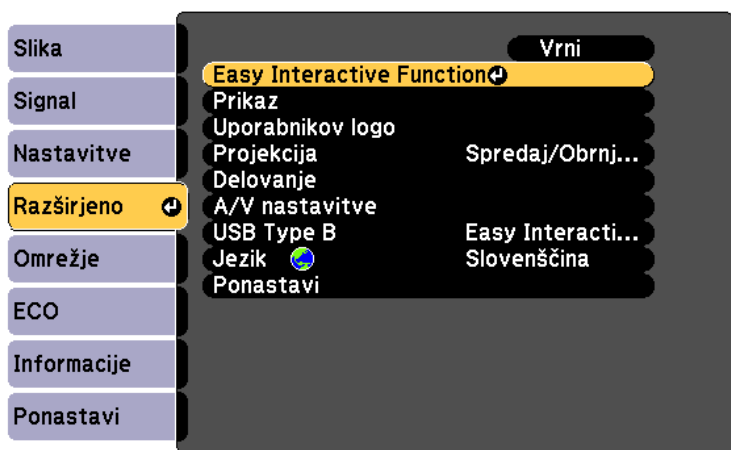 Slika
Signal
Nastavitve
Razširjeno
Omrežje
ECO
Informacije
Ponastavi
Vrni
Easy Interactive Function
Prikaz
Uporabnikov logo
Projekcija Spredaj/Obrnj...
Delovanje
A/V nastavitve
USB Type B Easy Interacti...
Jezik Slovenščina
Ponastavi